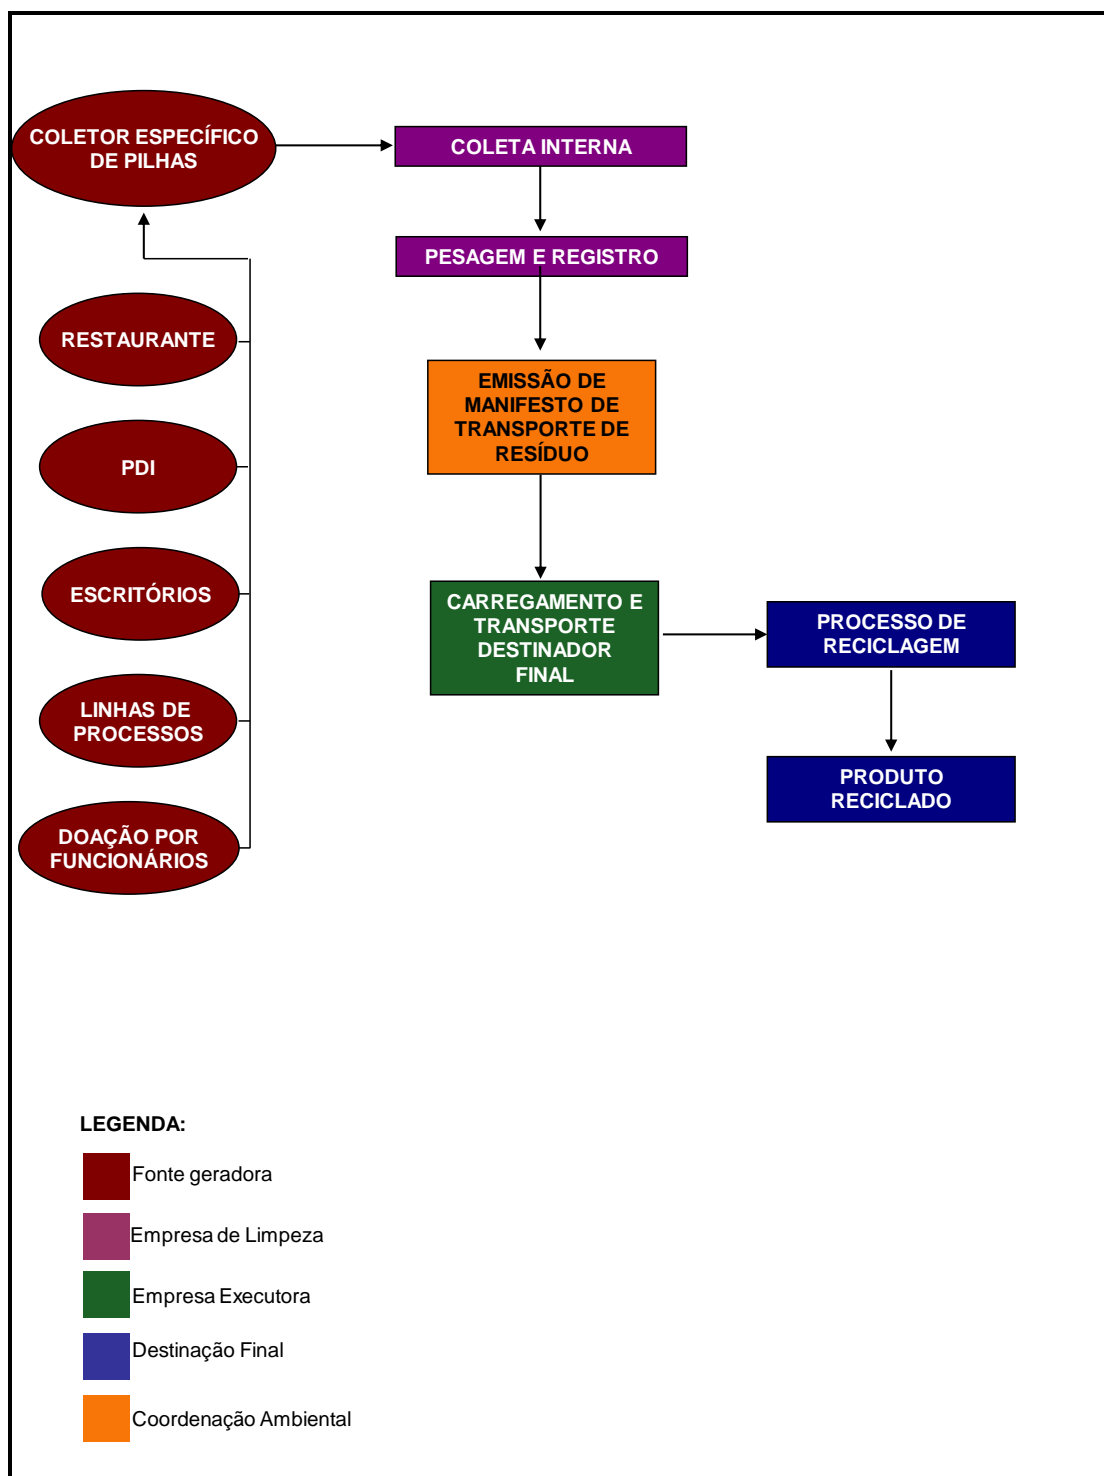 COLETOR ESPECÍFICO
DE PILHAS
COLETA INTERNA
PESAGEM E REGISTRO
RESTAURANTE
EMISSÃO DE
MANIFESTO DE
TRANSPORTE DE
RESÍDUO
PDI
ESCRITÓRIOS
CARREGAMENTO E
TRANSPORTE
DESTINADOR
FINAL
PROCESSO DE
RECICLAGEM
LINHAS DE
PROCESSOS
PRODUTO
RECICLADO
DOAÇÃO POR
FUNCIONÁRIOS
LEGENDA:
Fonte geradora
Empresa de Limpeza
Empresa Executora
Destinação Final
Coordenação Ambiental